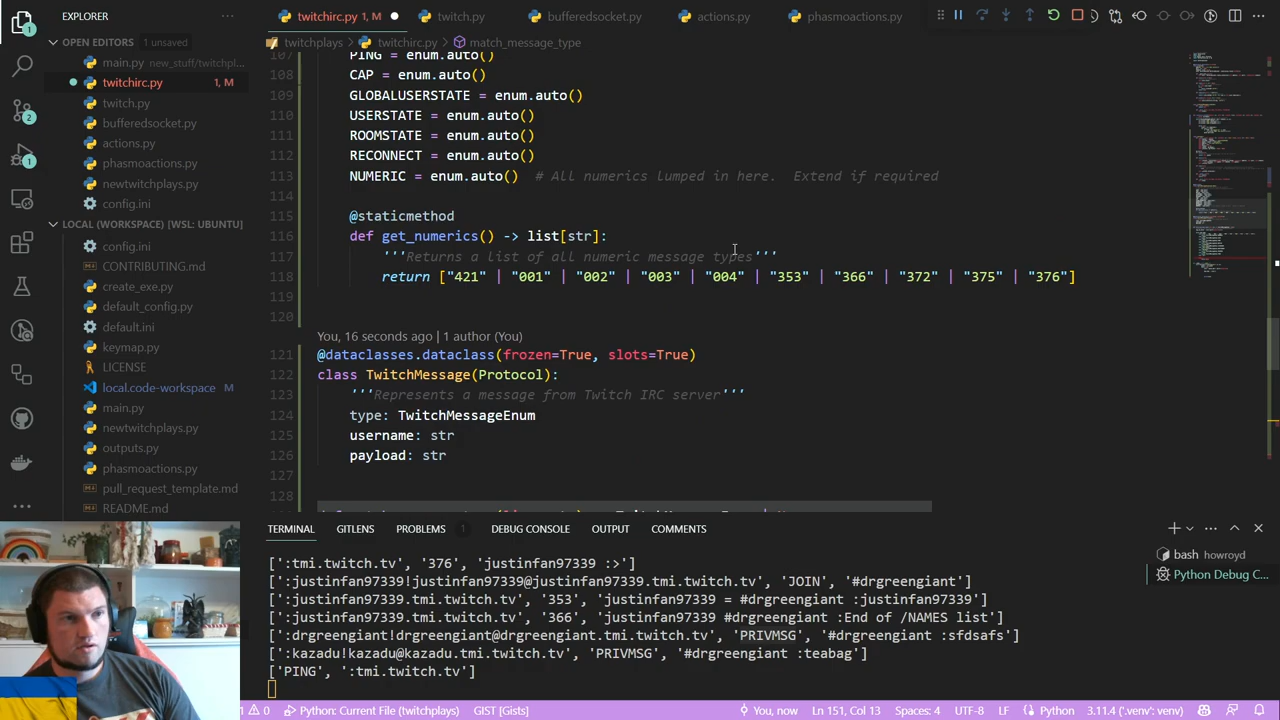 EXPLORER
twitchirc.py 1, M
twitch.py
bufferedsocket.py
actions.py
phasmoactions.py
OPEN EDITORS 1 unsaved
main.py new_stuff/twitchpl...
twitchirc.py 1, M
twitch.py
bufferedsocket.py
actions.py
phasmoactions.py
newtwitchplays
config.ini
LOCAL (WORKSPACE) [WSL: UBUNTU]
config.ini
CONTRIBUTING.md
create_exe.py
default_config.py
default.ini
keymap.py
LICENSE
local.code-workspace M
main.py
newtwitchplays.py
outputs.py
phasmoactions.py
pull_request_template.md
README.md
twitchplays > twitchirc.py > match_message_type
107 PING = enum.auto()
108 CAP = enum.auto()
109 GLOBALUSERSTATE = enum.auto()
110 USERSTATE = enum.auto()
111 ROOMSTATE = enum.auto()
112 RECONNECT = enum.auto()
113 NUMERIC = enum.auto() # All numerics lumped in here. Extend if required
114
115 @staticmethod
116 def get_numerics() -> list[str]:
117 '''Returns a list of all numeric message types'''
118 return ["421" | "001" | "002" | "003" | "004" | "353" | "366" | "372" | "375" | "376"]
119
120
You, 16 seconds ago | 1 author (You)
121 @dataclasses.dataclass(frozen=True, slots=True)
122 class TwitchMessage(Protocol):
123 '''Represents a message from Twitch IRC server'''
124 type: TwitchMessageEnum
125 username: str
126 payload: str
127
128
TERMINAL GITLENS PROBLEMS 1 DEBUG CONSOLE OUTPUT COMMENTS
[':tmi.twitch.tv', '376', 'justinfan97339 :>']
[':justinfan97339!justinfan97339@justinfan97339.tmi.twitch.tv', 'JOIN', '#drgreengiant']
[':justinfan97339.tmi.twitch.tv', '353', 'justinfan97339 = #drgreengiant :justinfan97339']
[':justinfan97339.tmi.twitch.tv', '366', 'justinfan97339 #drgreengiant :End of /NAMES list']
[':drgreengiant!drgreengiant@drgreengiant.tmi.twitch.tv', 'PRIVMSG', '#drgreengiant :sfdsafs']
[':kazadu!kazadu@kazadu.tmi.twitch.tv', 'PRIVMSG', '#drgreengiant :teabag']
['PING', ':tmi.twitch.tv']
bash howroyd
Python Debug C...
0 Python: Current File (twitchplays) GIST [Gists] You, now Ln 151, Col 13 Spaces: 4 UTF-8 LF Python 3.11.4 ('.venv': venv)